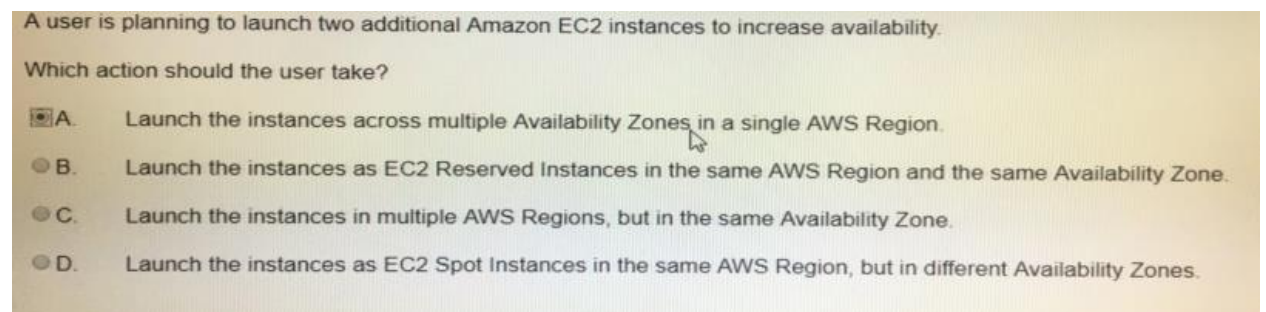 A user is planning to launch two additional Amazon EC2 instances to increase availability.
Which action should the user take?
A. Launch the instances across multiple Availability Zones in a single AWS Region.
B. Launch the instances as EC2 Reserved Instances in the same AWS Region and the same Availability Zone.
C. Launch the instances in multiple AWS Regions, but in the same Availability Zone.
D. Launch the instances as EC2 Spot Instances in the same AWS Region, but in different Availability Zones.